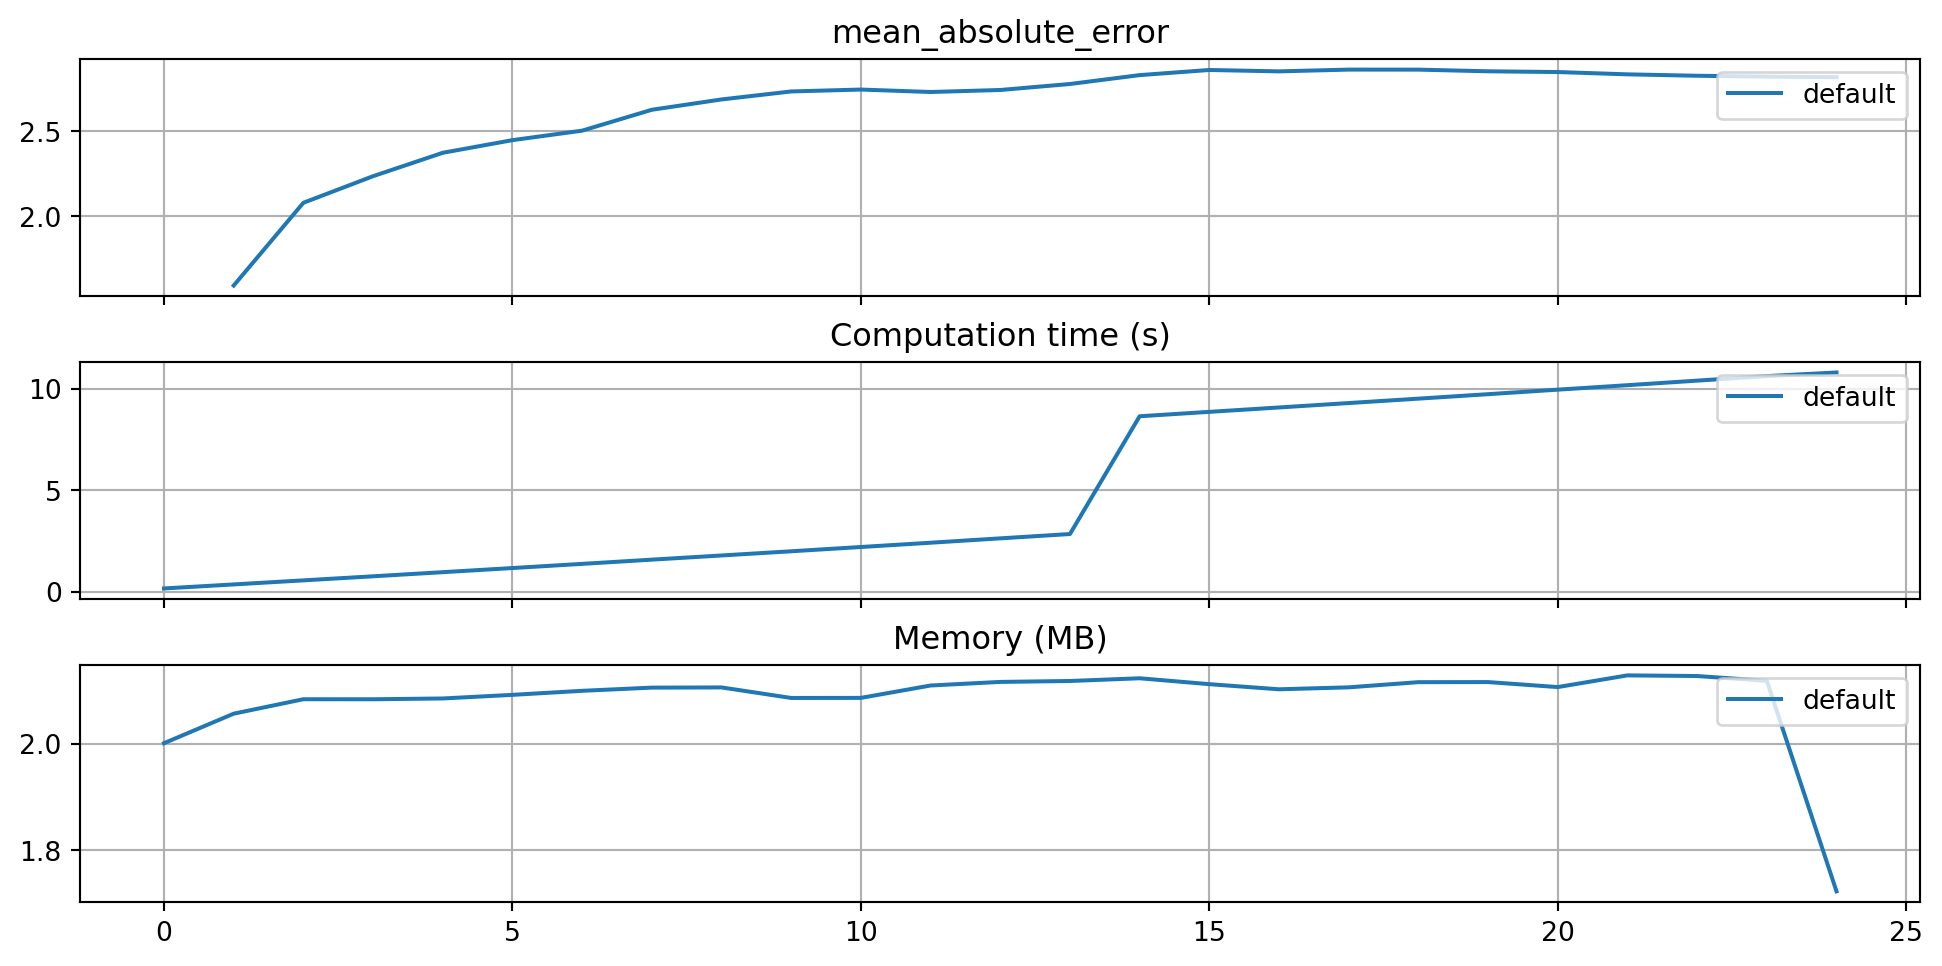 mean_absolute_error
2.5
2.0
default
Computation time (s)
10
5
0
default
Memory (MB)
2.0
1.8
default
0 5 10 15 20 25